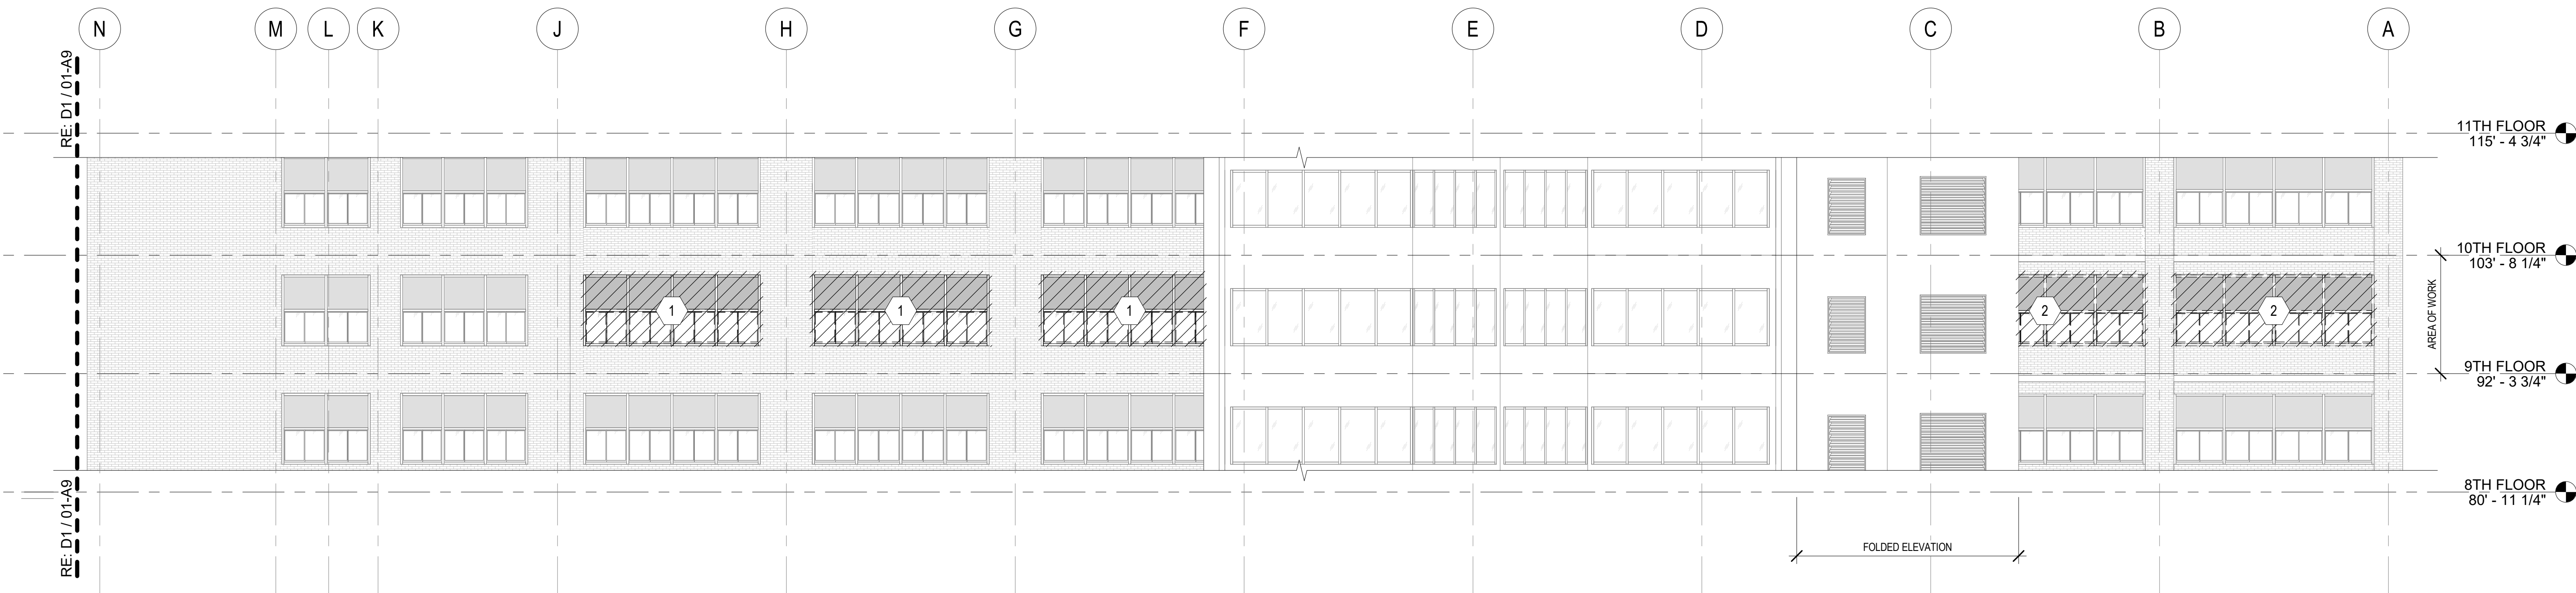 N
M
L
K
J
H
G
F
E
D
C
B
A
RE: D1 / 01-A9
11TH FLOOR
115' - 4 3/4"
10TH FLOOR
103' - 8 1/4"
1
1
1
2
2
AREA OF WORK
9TH FLOOR
92' - 3 3/4"
8TH FLOOR
80' - 11 1/4"
RE: D1 / 01-A9
FOLDED ELEVATION